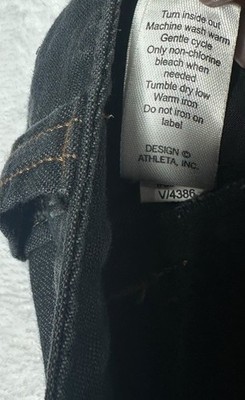 Turn inside out
Machine wash warm
Gentle cycle
Only non-chlorine
bleach when
needed
Tumble dry low
Warm iron
Do not iron on
label
DESIGN ©
ATHLETA, INC.
V/4386